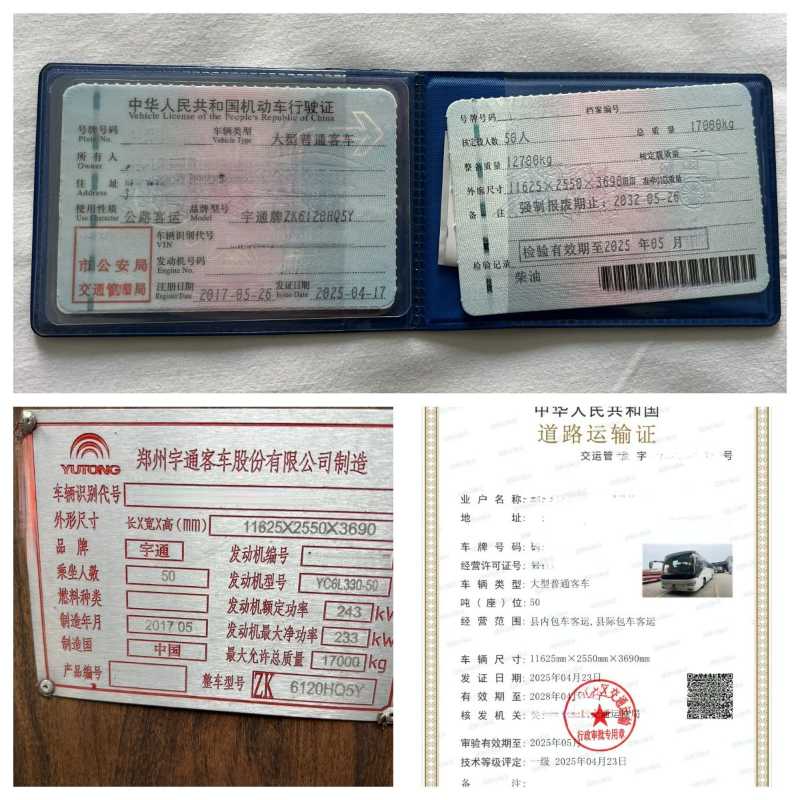 中华人民共和国机动车行驶证
Vehicle License of the People's Republic of China
号牌号码
Plate No.
车辆类型
Vehicle Type
大型普通客车
所有人
Owner
住址
Address
使用性质
Use Character
公路客运
品牌型号
Model
宇通牌ZK6120HQ5Y
车辆识别代号
VIN
发动机号码
Engine No.
市公安局
交通管理局
注册日期
Register Date
2017-05-26
发证日期
Issue Date
2025-04-17
号牌号码
档案编号
核定载人数 50人
总质量 17000kg
整备质量 12700kg
核定载质量 --
外廓尺寸 11625×2550×3690mm
准牵引总质量 --
备注 强制报废期止:2032-05-26
检验有效期至2025年05月
检验记录
柴油
YUTONG
郑州宇通客车股份有限公司制造
车辆识别代号
外形尺寸 长X宽X高(mm) 11625X2550X3690
品牌 宇通
发动机编号
乘坐人数 50
发动机型号 YC6L330-50
燃料种类
发动机额定功率 243 kW
制造年月 2017 05
发动机最大净功率 233 kW
制造国 中国
最大允许总质量 17000 kg
产品编号
整车型号 ZK 6120HQ5Y
中华人民共和国
道路运输证
交运管 字 号
业户名称:
地址:
车牌号码:
经营许可证号:
车辆类型:大型普通客车
吨(座)位:50
经营范围:县内包车客运,县际包车客运
车辆尺寸:11625mm×2550mm×3690mm
发证日期:2025年04月23日
有效期至:2028年04月
核发机关:
行政审批专用章
审验有效期至:2025年05月
技术等级评定:一级 2025年04月23日
备注: